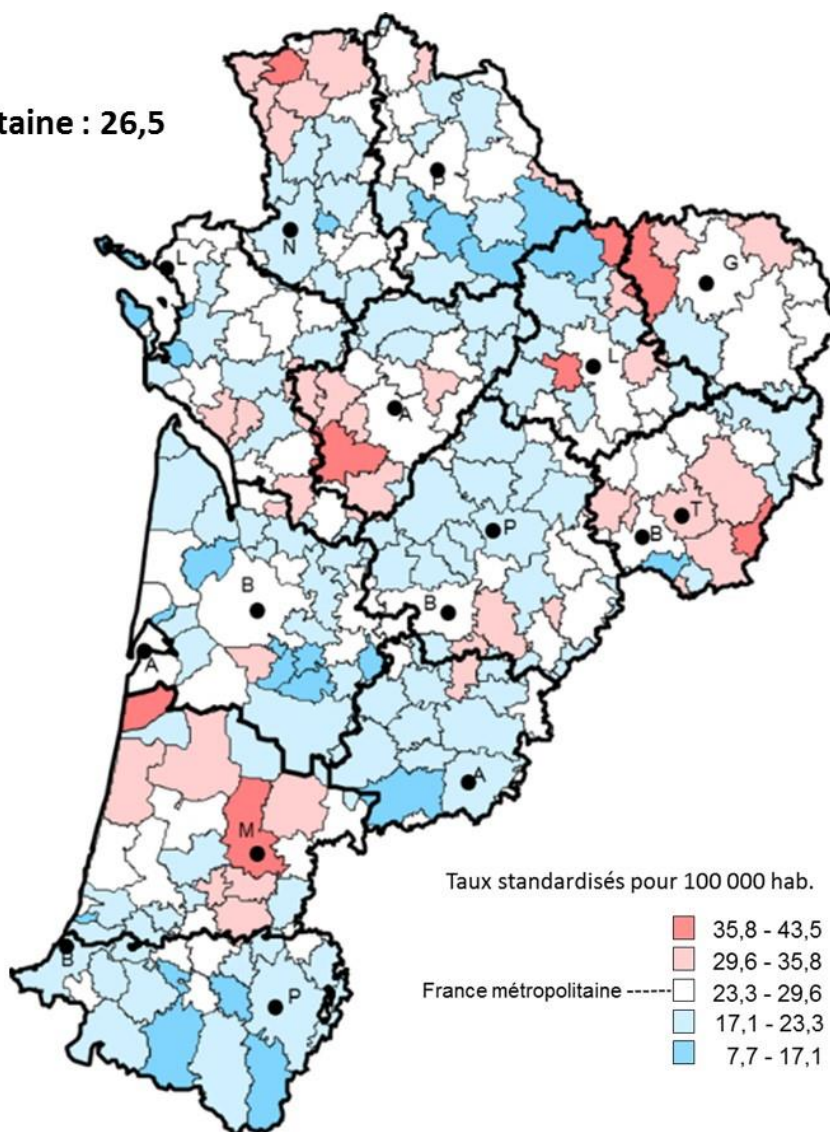 taine : 26,5
P
N
L
G
L
A
T
B
P
B
B
A
A
M
B
P
Taux standardisés pour 100 000 hab.
35,8 - 43,5
29,6 - 35,8
France métropolitaine ------ 23,3 - 29,6
17,1 - 23,3
7,7 - 17,1